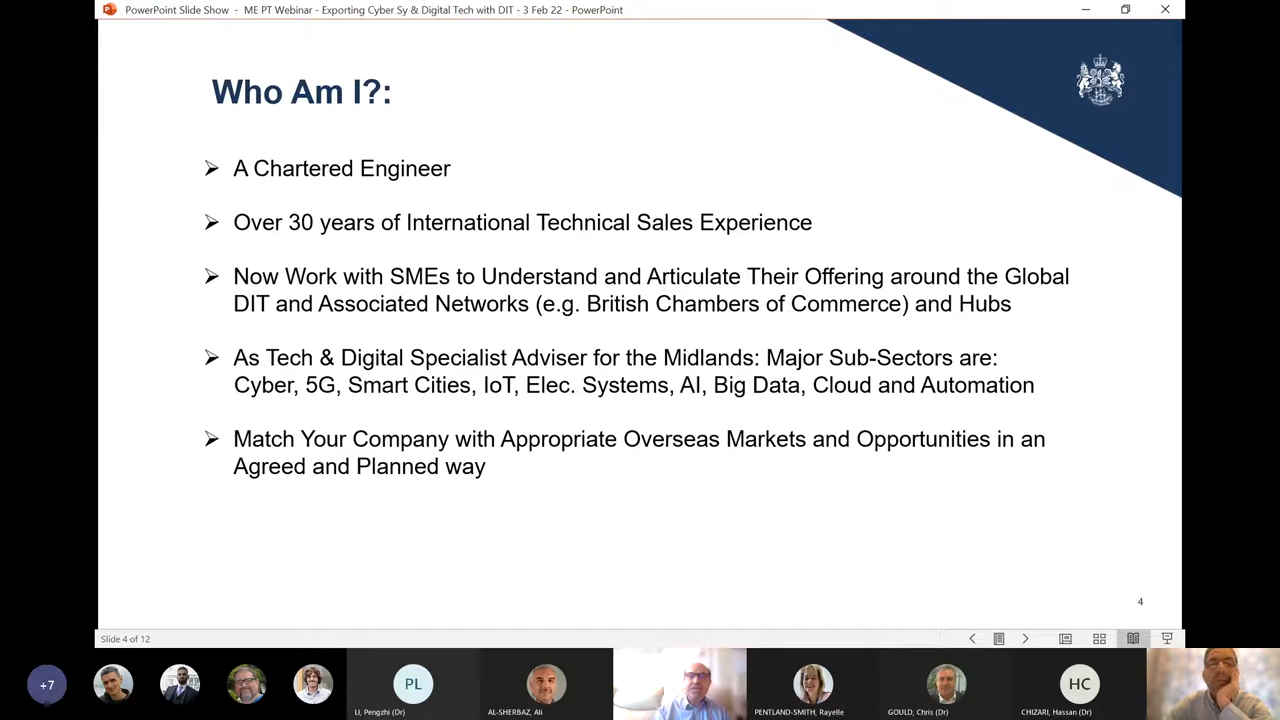 PowerPoint Slide Show - ME PT Webinar - Exporting Cyber Sy & Digital Tech with DIT - 3 Feb 22 - PowerPoint
Who Am I?:
A Chartered Engineer
Over 30 years of International Technical Sales Experience
Now Work with SMEs to Understand and Articulate Their Offering around the Global
DIT and Associated Networks (e.g. British Chambers of Commerce) and Hubs
As Tech & Digital Specialist Adviser for the Midlands: Major Sub-Sectors are:
Cyber, 5G, Smart Cities, IoT, Elec. Systems, AI, Big Data, Cloud and Automation
Match Your Company with Appropriate Overseas Markets and Opportunities in an
Agreed and Planned way
4
Slide 4 of 12
+7
PL
HC
LI, Pengzhi (Dr)
AL-SHERBAZ, Ali
PENTLAND-SMITH, Rayelle
GOULD, Chris (Dr)
CHIZARI, Hassan (Dr)